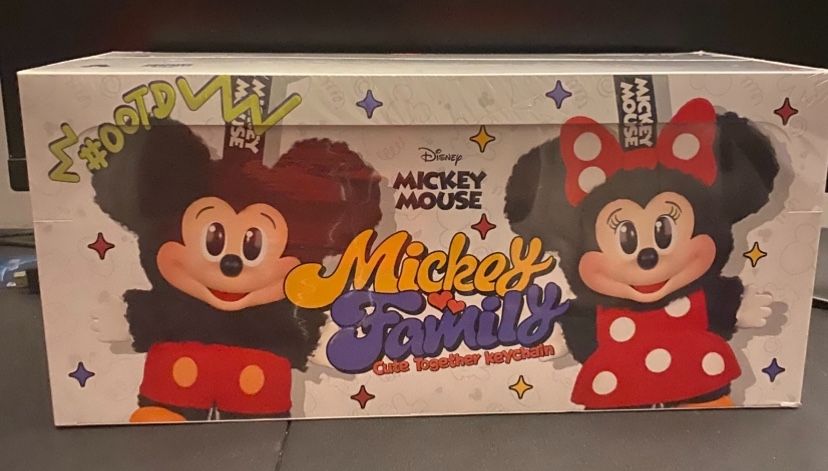 #OOTD
MICKEY
MOUSE
MICKEY
MOUSE
Disney
MICKEY
MOUSE
Mickey
Family
Cute Together Keychain